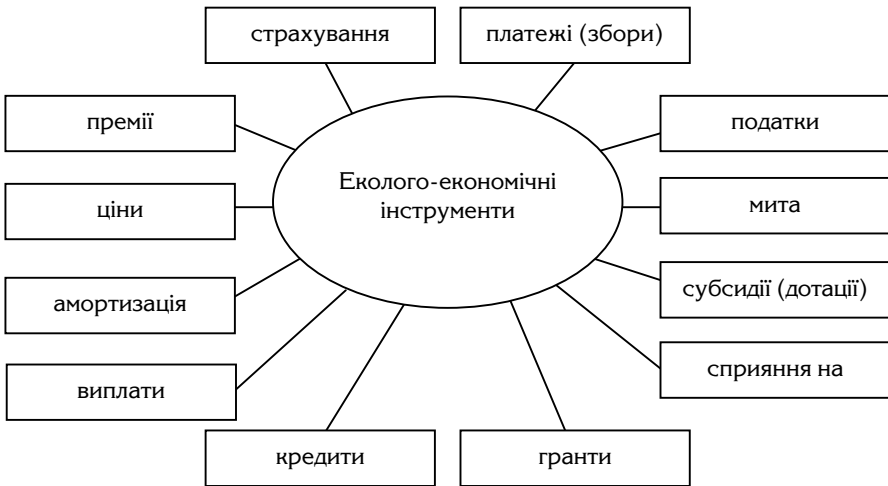 страхування
платежі (збори)
премії
податки
Еколого-економічні
інструменти
ціни
мита
амортизація
субсидії (дотації)
виплати
сприяння на
кредити
гранти